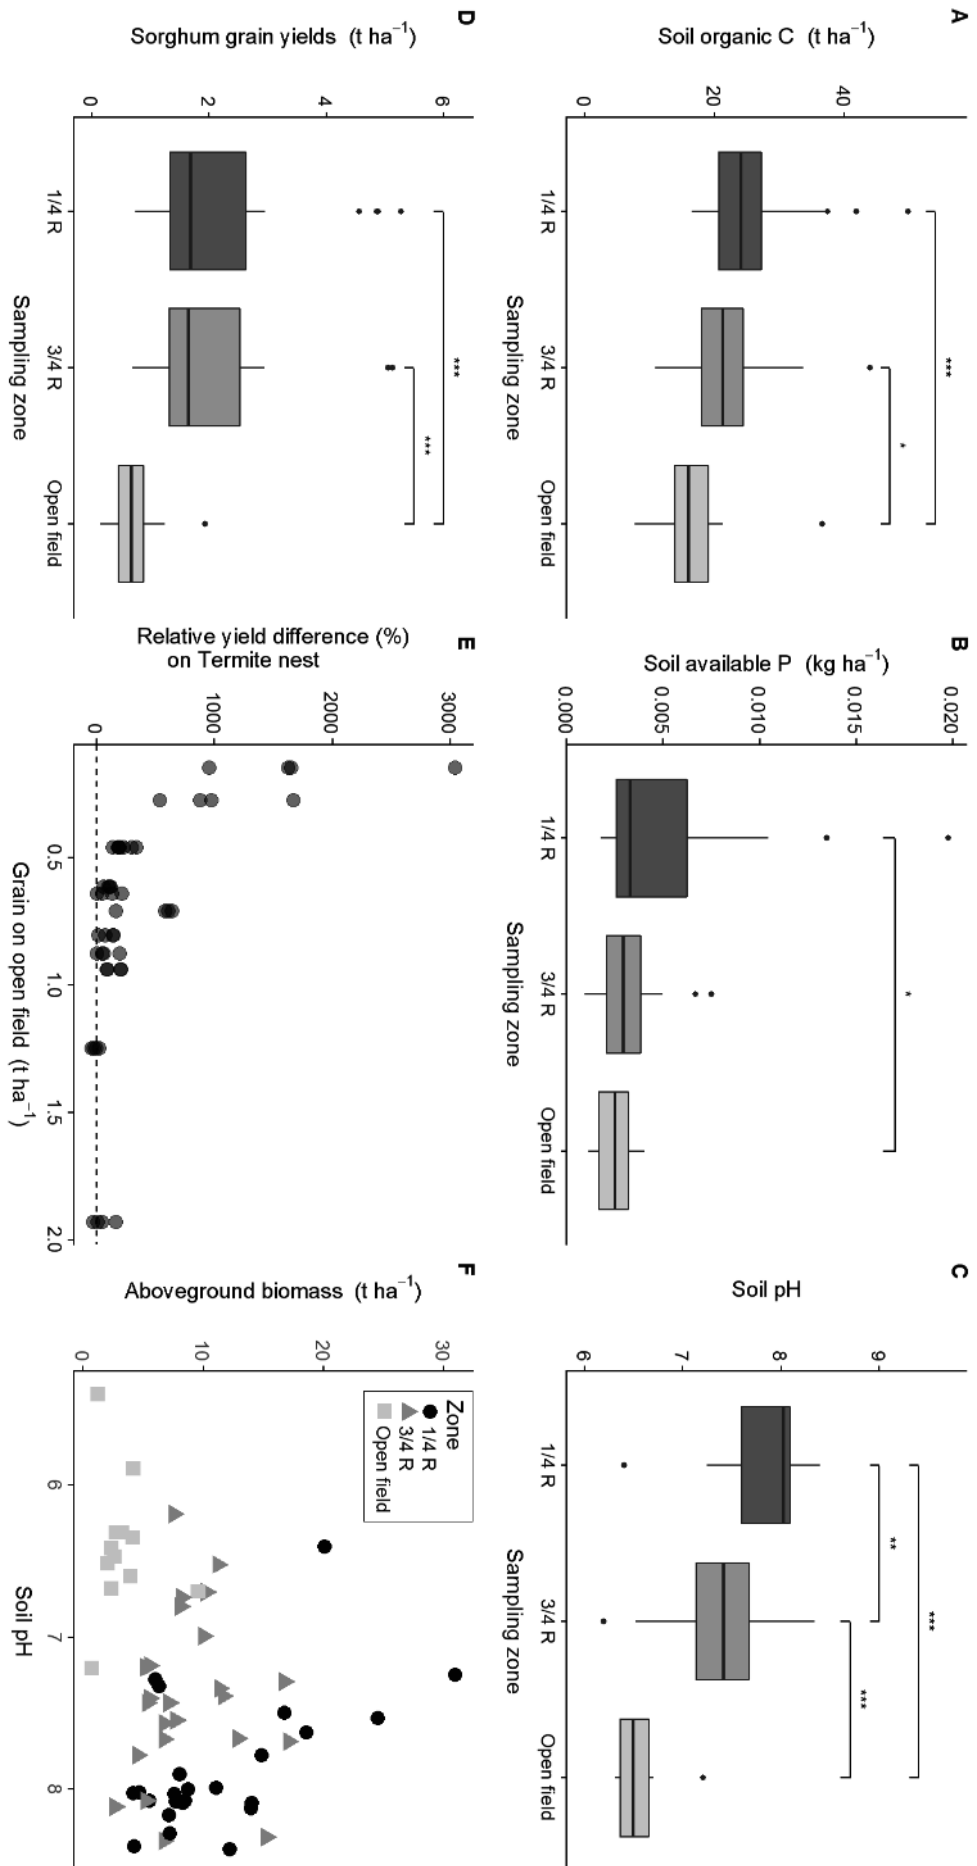 A
Soil organic C (t ha⁻¹)
0
20
40
***
*
1/4 R
3/4 R
Open field
Sampling zone
B
Soil available P (kg ha⁻¹)
0.000
0.005
0.010
0.015
0.020
*
1/4 R
3/4 R
Open field
Sampling zone
C
Soil pH
6
7
8
9
***
**
***
1/4 R
3/4 R
Open field
Sampling zone
D
Sorghum grain yields (t ha⁻¹)
0
2
4
6
***
***
1/4 R
3/4 R
Open field
Sampling zone
E
Relative yield difference (%)
on Termite nest
0
1000
2000
3000
0.5
1.0
1.5
2.0
Grain on open field (t ha⁻¹)
F
Aboveground biomass (t ha⁻¹)
0
10
20
30
Zone
1/4 R
3/4 R
Open field
6
7
8
Soil pH